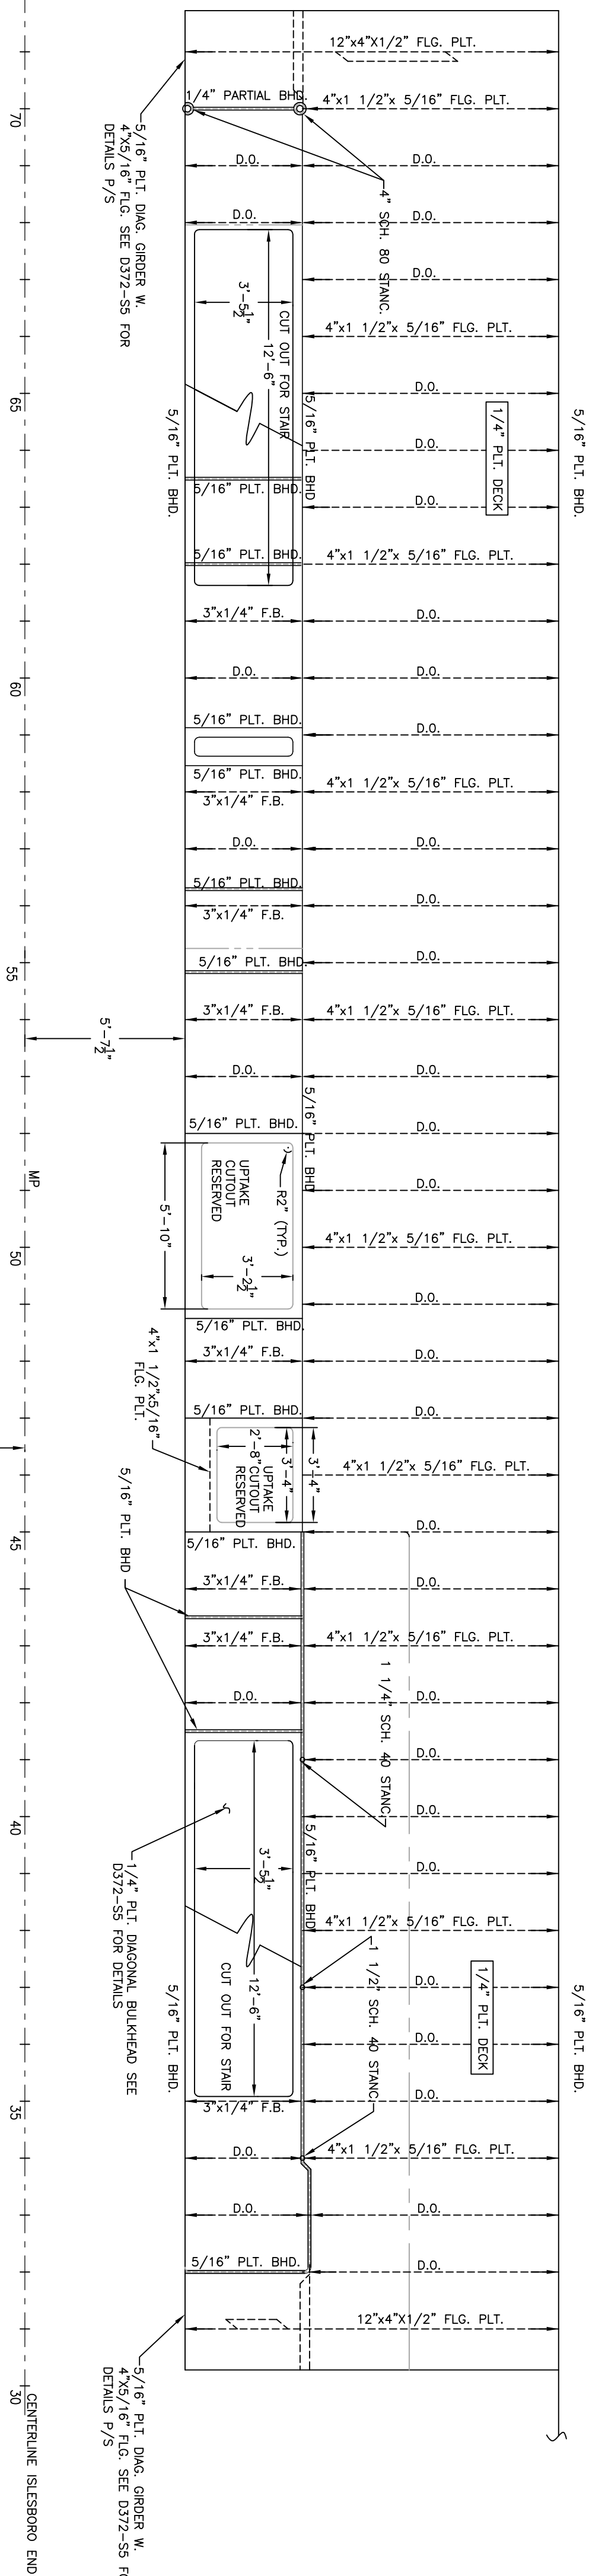 12"x4"X1/2" FLG. PLT.
1/4" PARTIAL BHD.
4"x1 1/2"x 5/16" FLG. PLT.
70
5/16" PLT. DIAG. GIRDER W.
4"X5/16" FLG. SEE D372-S5 FOR
DETAILS P/S
D.O.
D.O.
4" SCH. 80 STANC.
D.O.
D.O.
D.O.
3'-5 1/2"
CUT OUT FOR STAIR
12'-6"
4"x1 1/2"x 5/16" FLG. PLT.
65
5/16" PLT. BHD.
5/16" PLT. BHD
D.O.
1/4" PLT. DECK
5/16" PLT. BHD.
D.O.
5/16" PLT. BHD.
D.O.
5/16" PLT. BHD.
4"x1 1/2"x 5/16" FLG. PLT.
3"x1/4" F.B.
D.O.
60
D.O.
D.O.
5/16" PLT. BHD.
D.O.
5/16" PLT. BHD.
4"x1 1/2"x 5/16" FLG. PLT.
3"x1/4" F.B.
D.O.
D.O.
5/16" PLT. BHD.
D.O.
3"x1/4" F.B.
55
5/16" PLT. BHD.
D.O.
3"x1/4" F.B.
4"x1 1/2"x 5/16" FLG. PLT.
5'-7 1/2"
D.O.
D.O.
5/16" PLT. BHD.
5/16" PLT. BHD
D.O.
MP
5'-10"
UPTAKE
CUTOUT
RESERVED
R2" (TYP.)
D.O.
50
3'-2 1/2"
4"x1 1/2"x 5/16" FLG. PLT.
D.O.
5/16" PLT. BHD.
4"x1 1/2"x5/16"
FLG. PLT.
3"x1/4" F.B.
D.O.
5/16" PLT. BHD.
D.O.
2'-8"
3'-4"
3'-4"
UPTAKE
CUTOUT
RESERVED
4"x1 1/2"x 5/16" FLG. PLT.
45
5/16" PLT. BHD
5/16" PLT. BHD.
D.O.
3"x1/4" F.B.
D.O.
3"x1/4" F.B.
4"x1 1/2"x 5/16" FLG. PLT.
D.O.
1 1/4" SCH. 40 STANC.
D.O.
D.O.
40
3'-5 1/2"
5/16" PLT. BHD
D.O.
D.O.
1/4" PLT. DIAGONAL BULKHEAD SEE
D372-S5 FOR DETAILS
4"x1 1/2"x 5/16" FLG. PLT.
1 1/2" SCH. 40 STANC.
12'-6"
CUT OUT FOR STAIR
5/16" PLT. BHD.
D.O.
1/4" PLT. DECK
5/16" PLT. BHD.
D.O.
35
3"x1/4" F.B.
D.O.
D.O.
4"x1 1/2"x 5/16" FLG. PLT.
D.O.
D.O.
5/16" PLT. BHD.
D.O.
12"x4"X1/2" FLG. PLT.
5/16" PLT. DIAG. GIRDER W.
4"X5/16" FLG. SEE D372-S5
DETAILS P/S
30
CENTERLINE ISLESBORO END